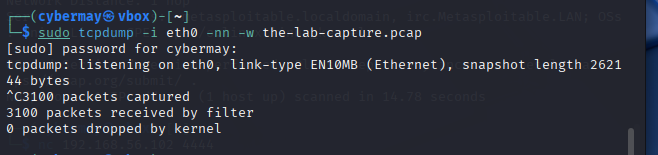 ┌──(cybermay㉿vbox)-[~]
└─$ sudo tcpdump -i eth0 -nn -w the-lab-capture.pcap
[sudo] password for cybermay:
tcpdump: listening on eth0, link-type EN10MB (Ethernet), snapshot length 2621
44 bytes
^C3100 packets captured
3100 packets received by filter
0 packets dropped by kernel